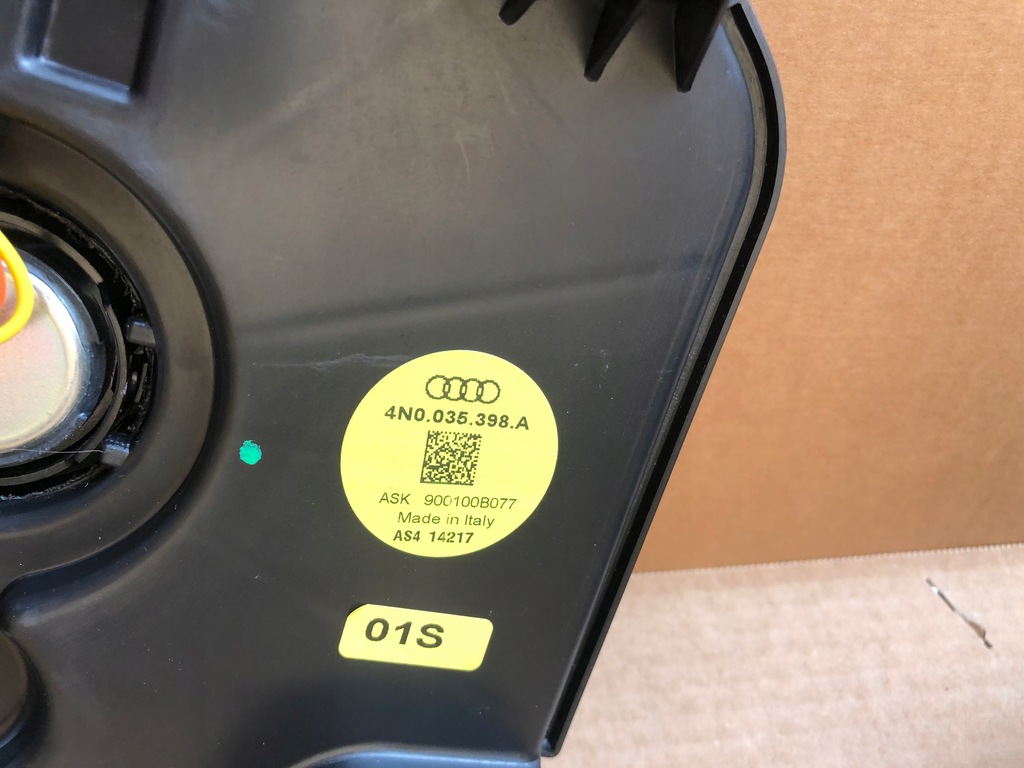 4N0.035.398.A
ASK 900100B077
Made in Italy
AS4 14217
01S